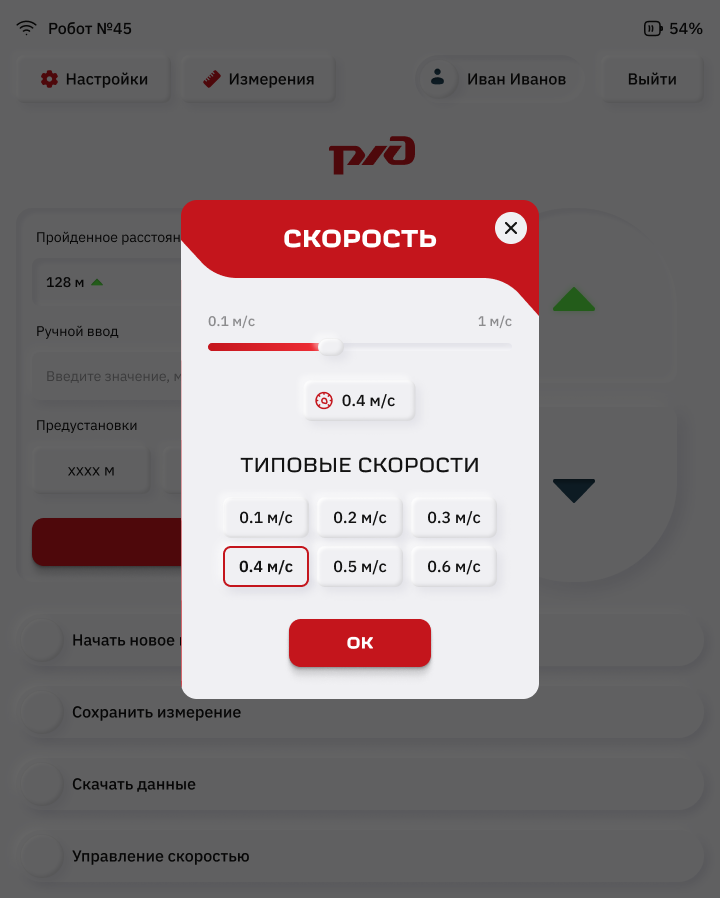 Робот №45
54%
Настройки
Измерения
Иван Иванов
Выйти
ржд
СКОРОСТЬ
Пройденное расстоян
128 м
0.1 м/с
1 м/с
Ручной ввод
Введите значение, м
0.4 м/с
Предустановки
хххх м
ТИПОВЫЕ СКОРОСТИ
0.1 м/с
0.2 м/с
0.3 м/с
0.4 м/с
0.5 м/с
0.6 м/с
ОК
Начать новое
Сохранить измерение
Скачать данные
Управление скоростью